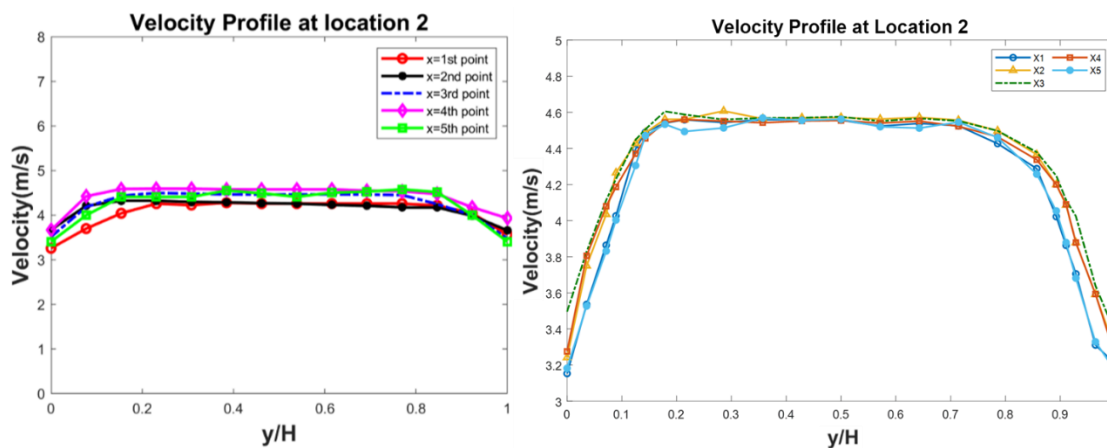 Velocity Profile at location 2
8
7
6
5
4
3
2
1
0
Velocity(m/s)
x=1st point
x=2nd point
x=3rd point
x=4th point
x=5th point
0 0.2 0.4 0.6 0.8 1
y/H
Velocity Profile at Location 2
5
4.8
4.6
4.4
4.2
4
3.8
3.6
3.4
3.2
3
Velocity (m/s)
X1 X4
X2 X5
X3
0 0.1 0.2 0.3 0.4 0.5 0.6 0.7 0.8 0.9
y/H